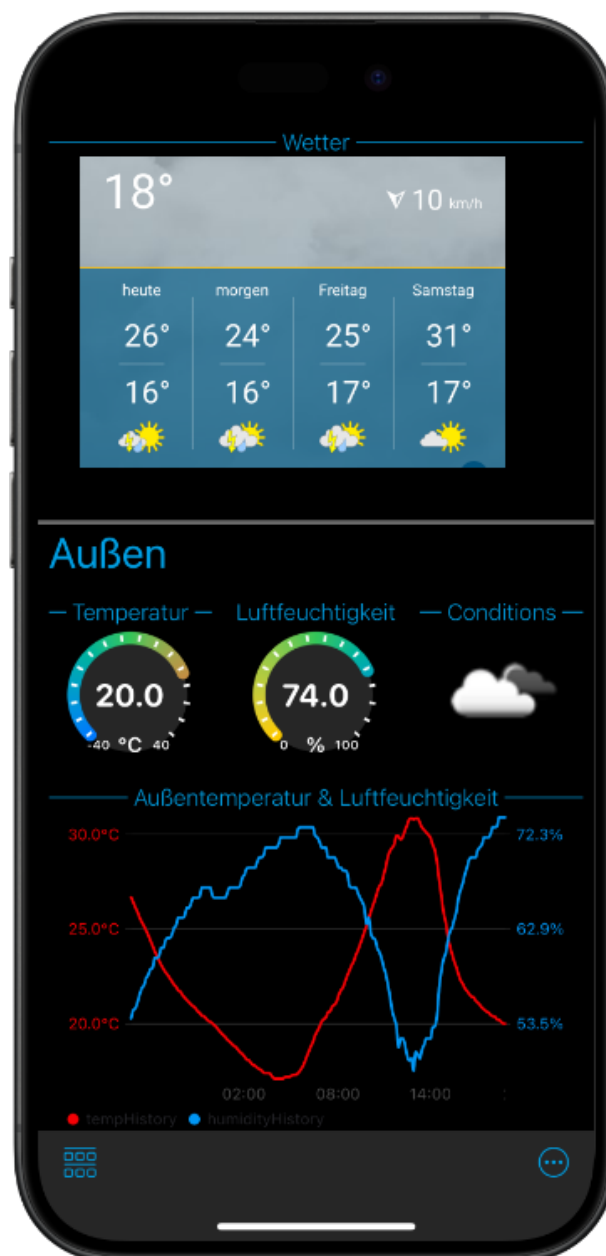 Wetter
18° 10 km/h
heute morgen Freitag Samstag
26° 24° 25° 31°
16° 16° 17° 17°
Außen
Temperatur Luftfeuchtigkeit Conditions
20.0 74.0
-40 °C 40 0 % 100
Außentemperatur & Luftfeuchtigkeit
30.0°C 72.3%
25.0°C 62.9%
20.0°C 53.5%
02:00 08:00 14:00
tempHistory humidityHistory